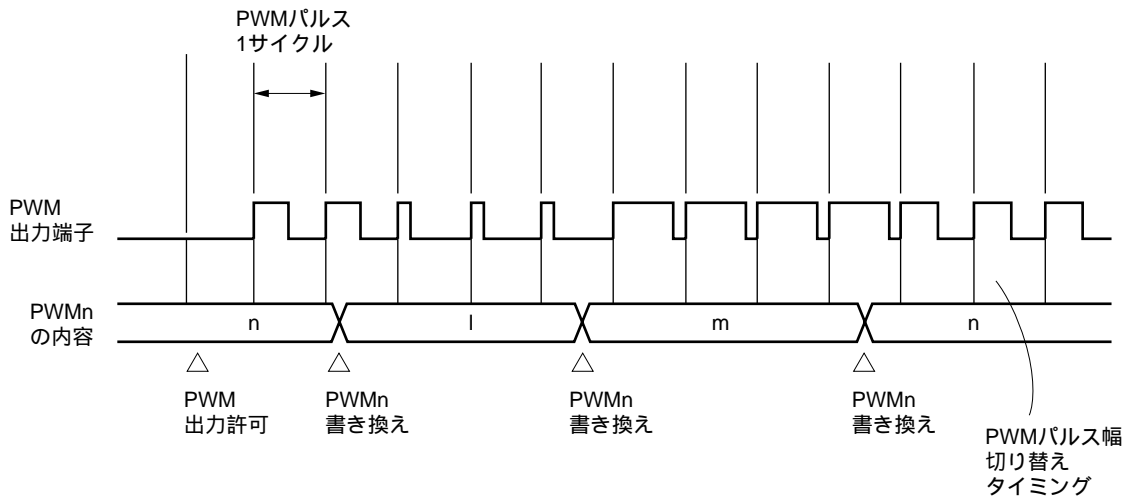 PWMパルス
1サイクル
PWM
出力端子
PWMn
の内容
n
l
m
n
PWM
出力許可
PWMn
書き換え
PWMn
書き換え
PWMn
書き換え
PWMパルス幅
切り替え
タイミング